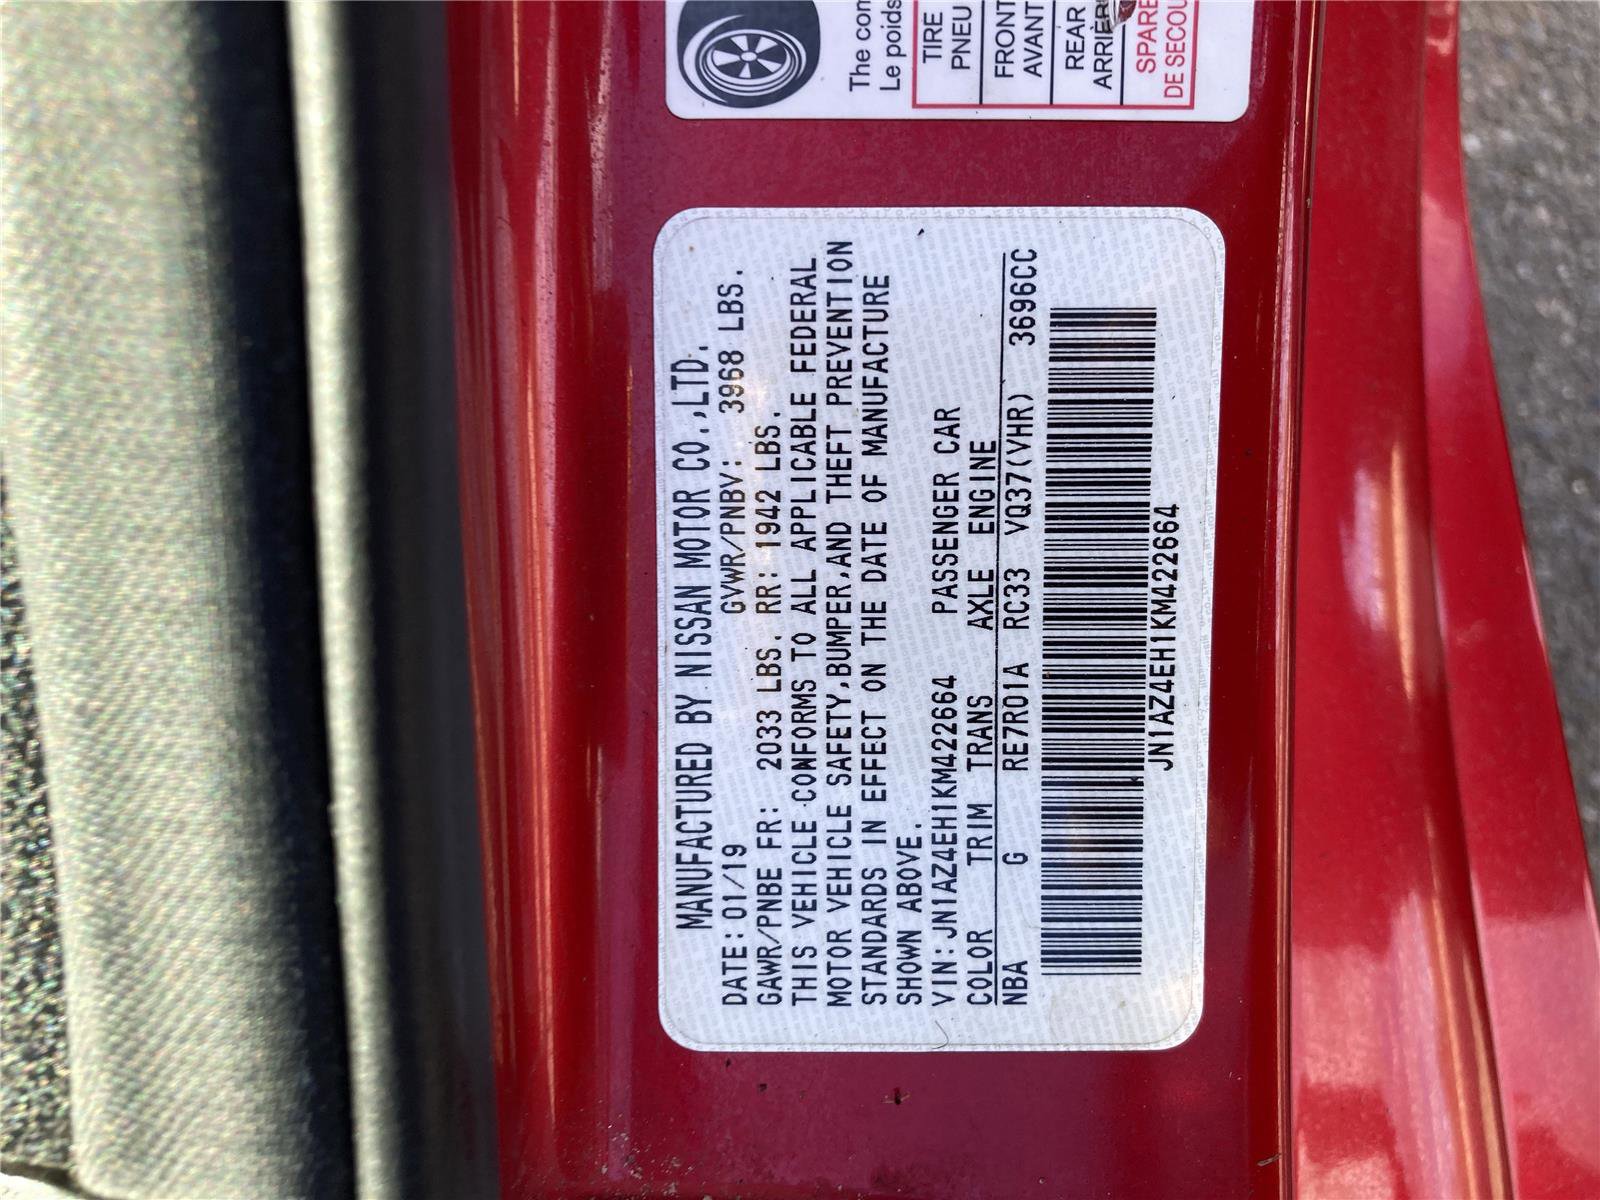 The com
Le poids
TIRE
PNEU
FRONT
AVANT
REAR
SPARE
DE SECOU
MANUFACTURED BY NISSAN MOTOR CO.,LTD.
DATE:01/19 GVWR/PNBV: 3968 LBS.
GAWR/PNBE FR: 2033 LBS. RR: 1942 LBS.
THIS VEHICLE CONFORMS TO ALL APPLICABLE FEDERAL
MOTOR VEHICLE SAFETY,BUMPER,AND THEFT PREVENTION
STANDARDS IN EFFECT ON THE DATE OF MANUFACTURE
SHOWN ABOVE.
VIN:JN1AZ4EH1KM422664 PASSENGER CAR
COLOR TRIM TRANS AXLE ENGINE
NBA G RE7R01A RC33 VQ37(VHR) 3696CC
JN1AZ4EH1KM422664